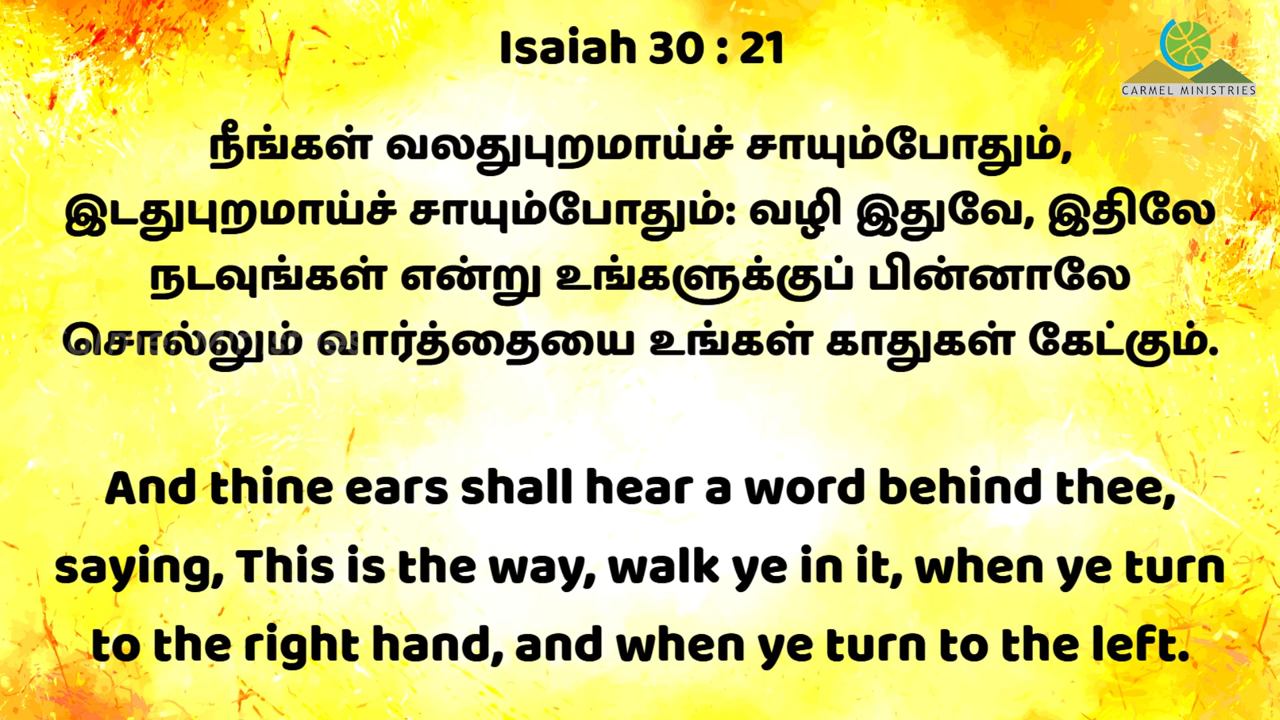 Isaiah 30 : 21
CARMEL MINISTRIES
நீங்கள் வலதுபுறமாய்ச் சாயும்போதும்,
இடதுபுறமாய்ச் சாயும்போதும்: வழி இதுவே, இதிலே
நடவுங்கள் என்று உங்களுக்குப் பின்னாலே
சொல்லும் வார்த்தையை உங்கள் காதுகள் கேட்கும்.
And thine ears shall hear a word behind thee,
saying, This is the way, walk ye in it, when ye turn
to the right hand, and when ye turn to the left.